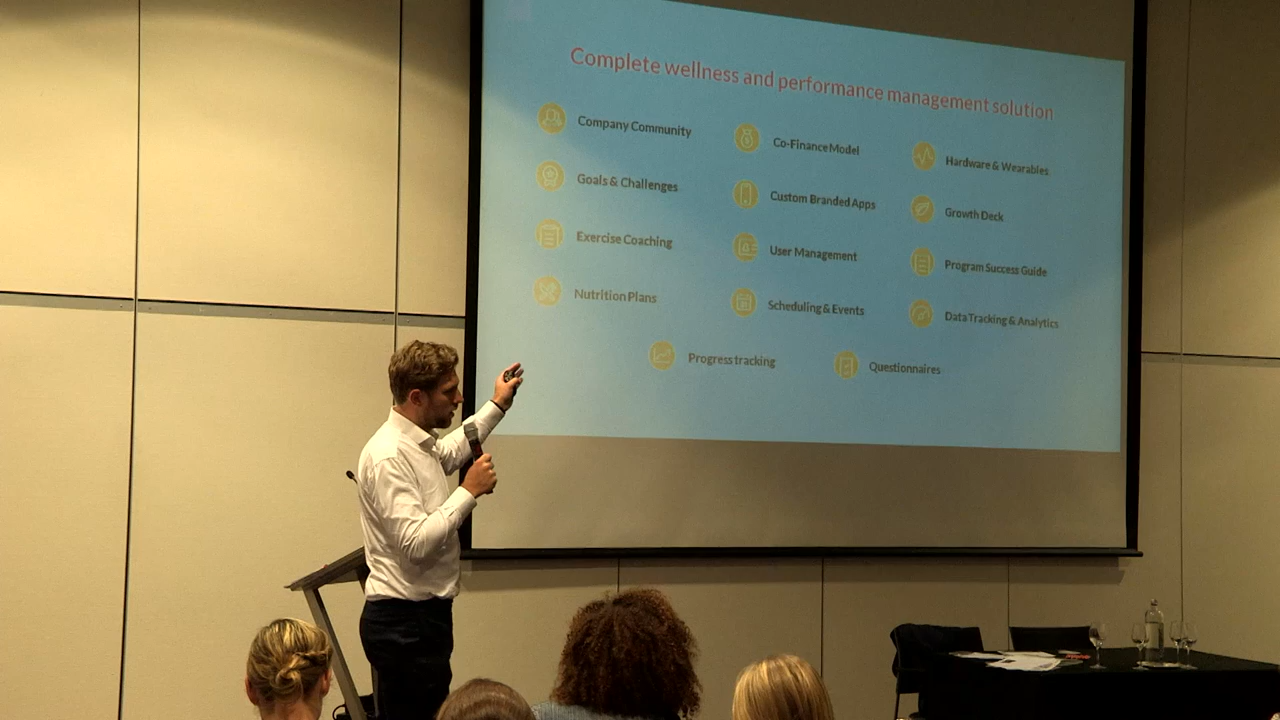 Complete wellness and performance management solution
Company Community
Co-Finance Model
Hardware & Wearables
Goals & Challenges
Custom Branded Apps
Growth Deck
Exercise Coaching
User Management
Program Success Guide
Nutrition Plans
Scheduling & Events
Data Tracking & Analytics
Progress tracking
Questionnaires